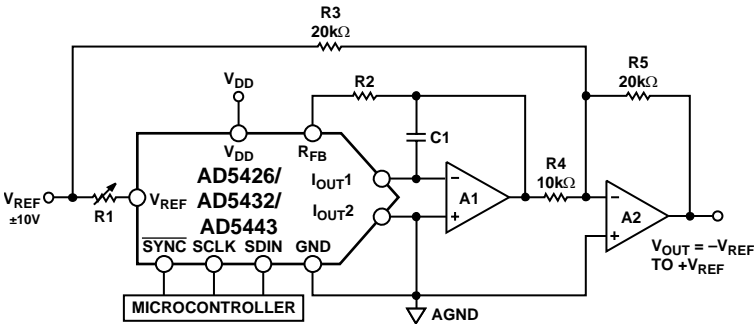 R3
20kΩ
R5
20kΩ
VDD
R2
VDD
RFB
C1
AD5426/
AD5432/
AD5443
IOUT1
IOUT2
R4
10kΩ
VREF
±10V
R1
VREF
A1
A2
SYNC SCLK SDIN GND
VOUT = –VREF
TO +VREF
MICROCONTROLLER
AGND